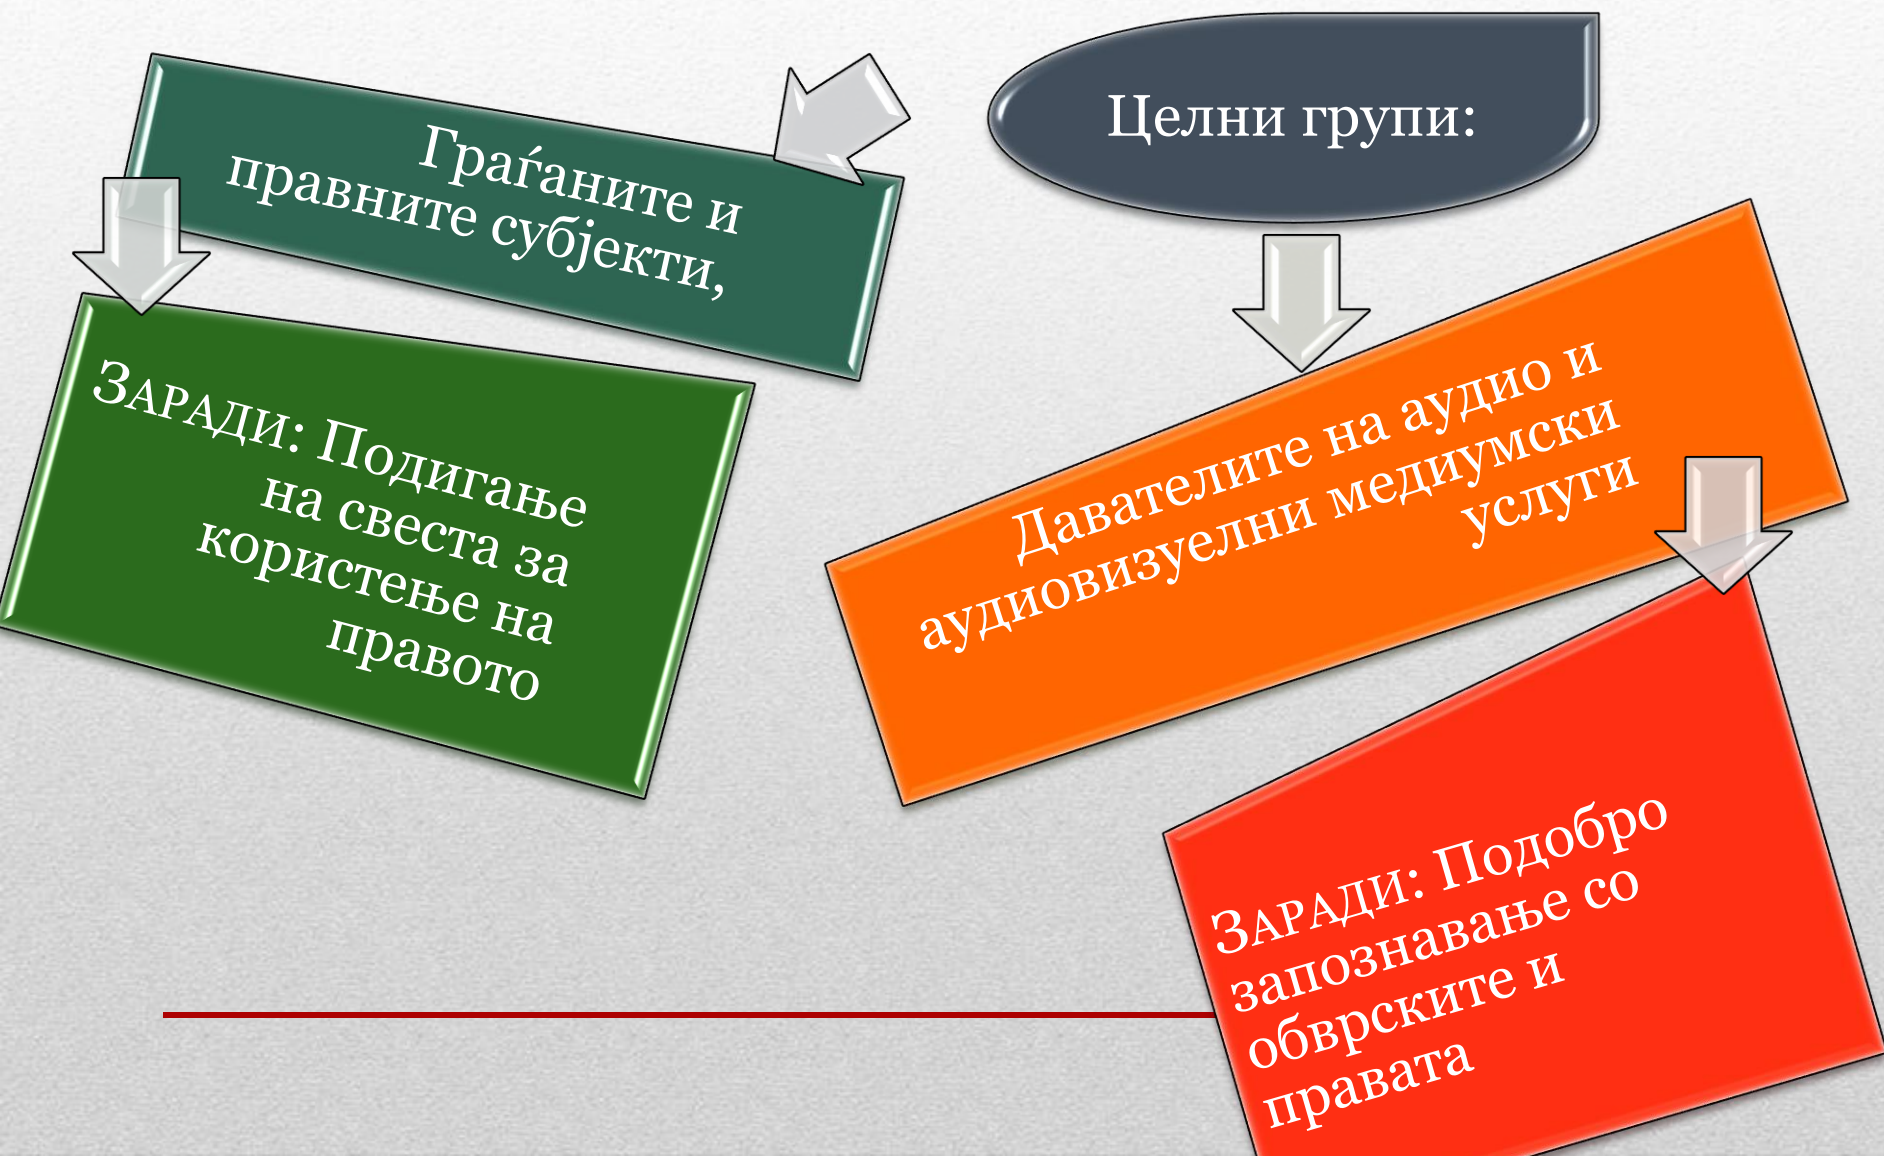 Целни групи:
Граѓаните и
правните субјекти,
ЗАРАДИ: Подигање
на свеста за
користење на
правото
Давателите на аудио и
аудиовизуелни медиумски
услуги
ЗАРАДИ: Подобро
запознавање со
обврските и
правата